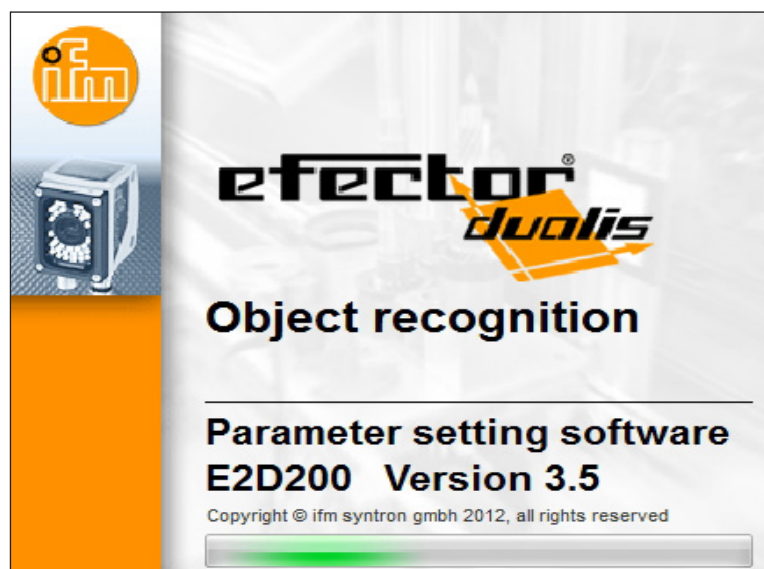 ifm
efector®
dualis
Object recognition
Parameter setting software
E2D200 Version 3.5
Copyright © ifm syntron gmbh 2012, all rights reserved